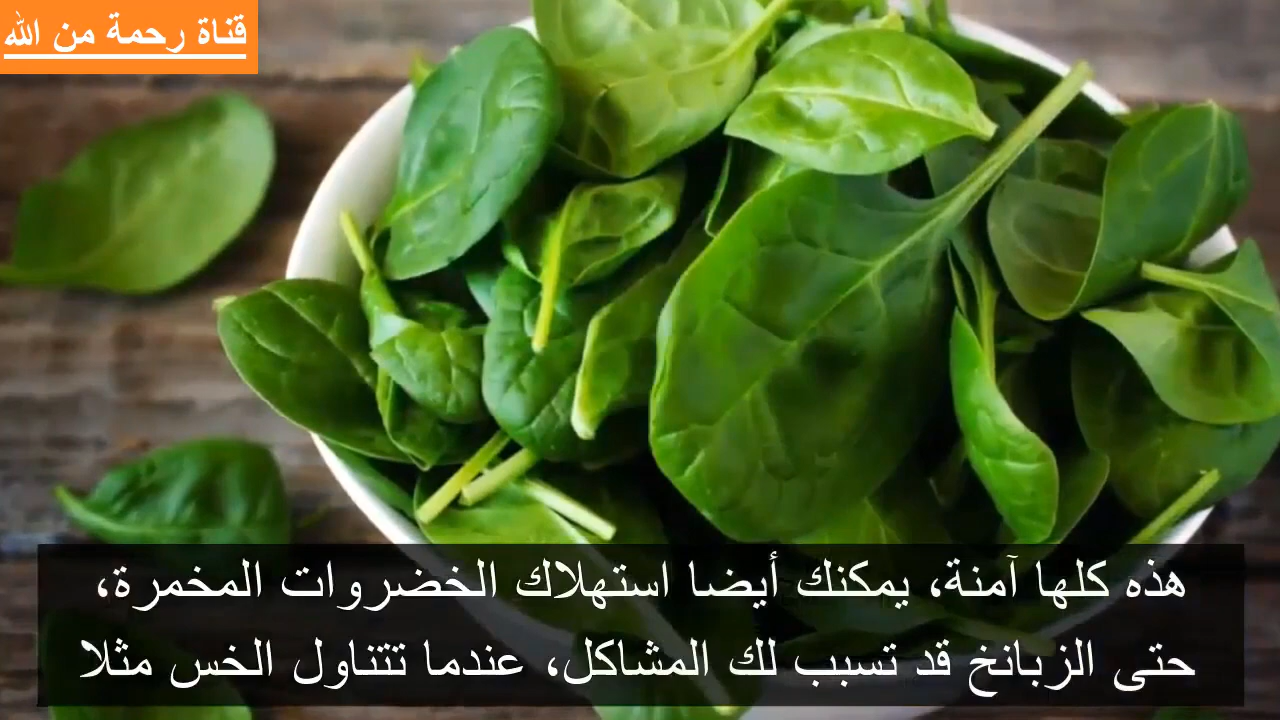 قناة رحمة من الله
هذه كلها آمنة، يمكنك أيضا استهلاك الخضروات المخمرة،
حتى الزبانخ قد تسبب لك المشاكل، عندما تتناول الخس مثلا